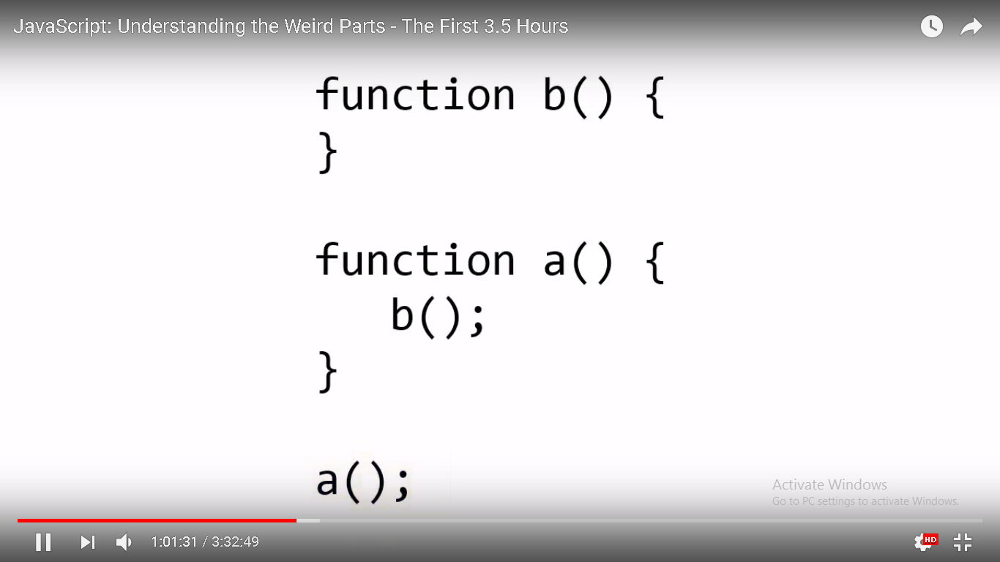 JavaScript: Understanding the Weird Parts - The First 3.5 Hours
function b() {
}
function a() {
b();
}
a();
Activate Windows
Go to PC settings to activate Windows.
1:01:31 / 3:32:49
HD